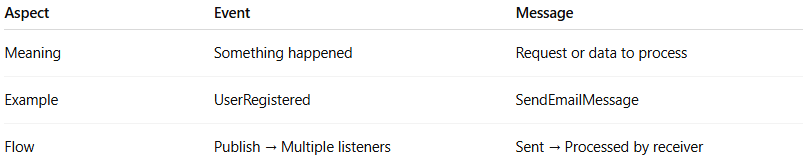 Aspect Event Message
Meaning Something happened Request or data to process
Example UserRegistered SendEmailMessage
Flow Publish → Multiple listeners Sent → Processed by receiver